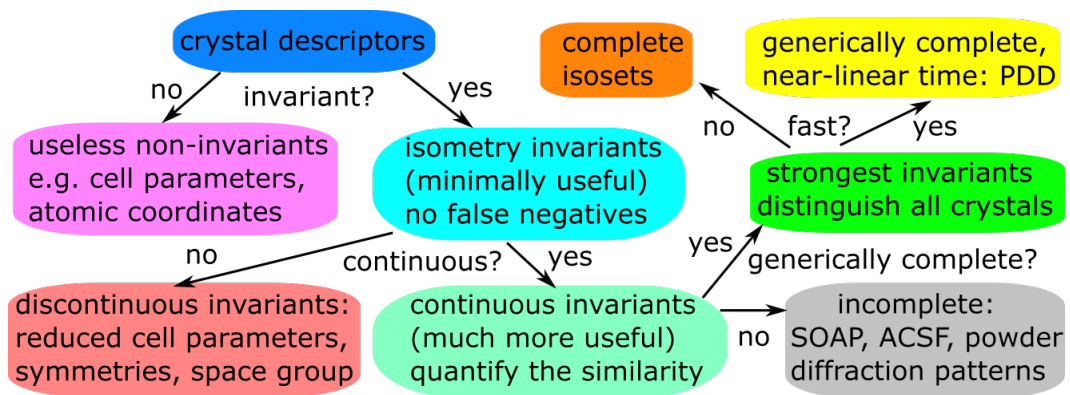 crystal descriptors
no
invariant?
yes
useless non-invariants
e.g. cell parameters,
atomic coordinates
isometry invariants
(minimally useful)
no false negatives
no
continuous?
yes
discontinuous invariants:
reduced cell parameters,
symmetries, space group
continuous invariants
(much more useful)
quantify the similarity
yes
generically complete?
no
incomplete:
SOAP, ACSF, powder
diffraction patterns
strongest invariants
distinguish all crystals
no
fast?
yes
complete
isosets
generically complete,
near-linear time: PDD